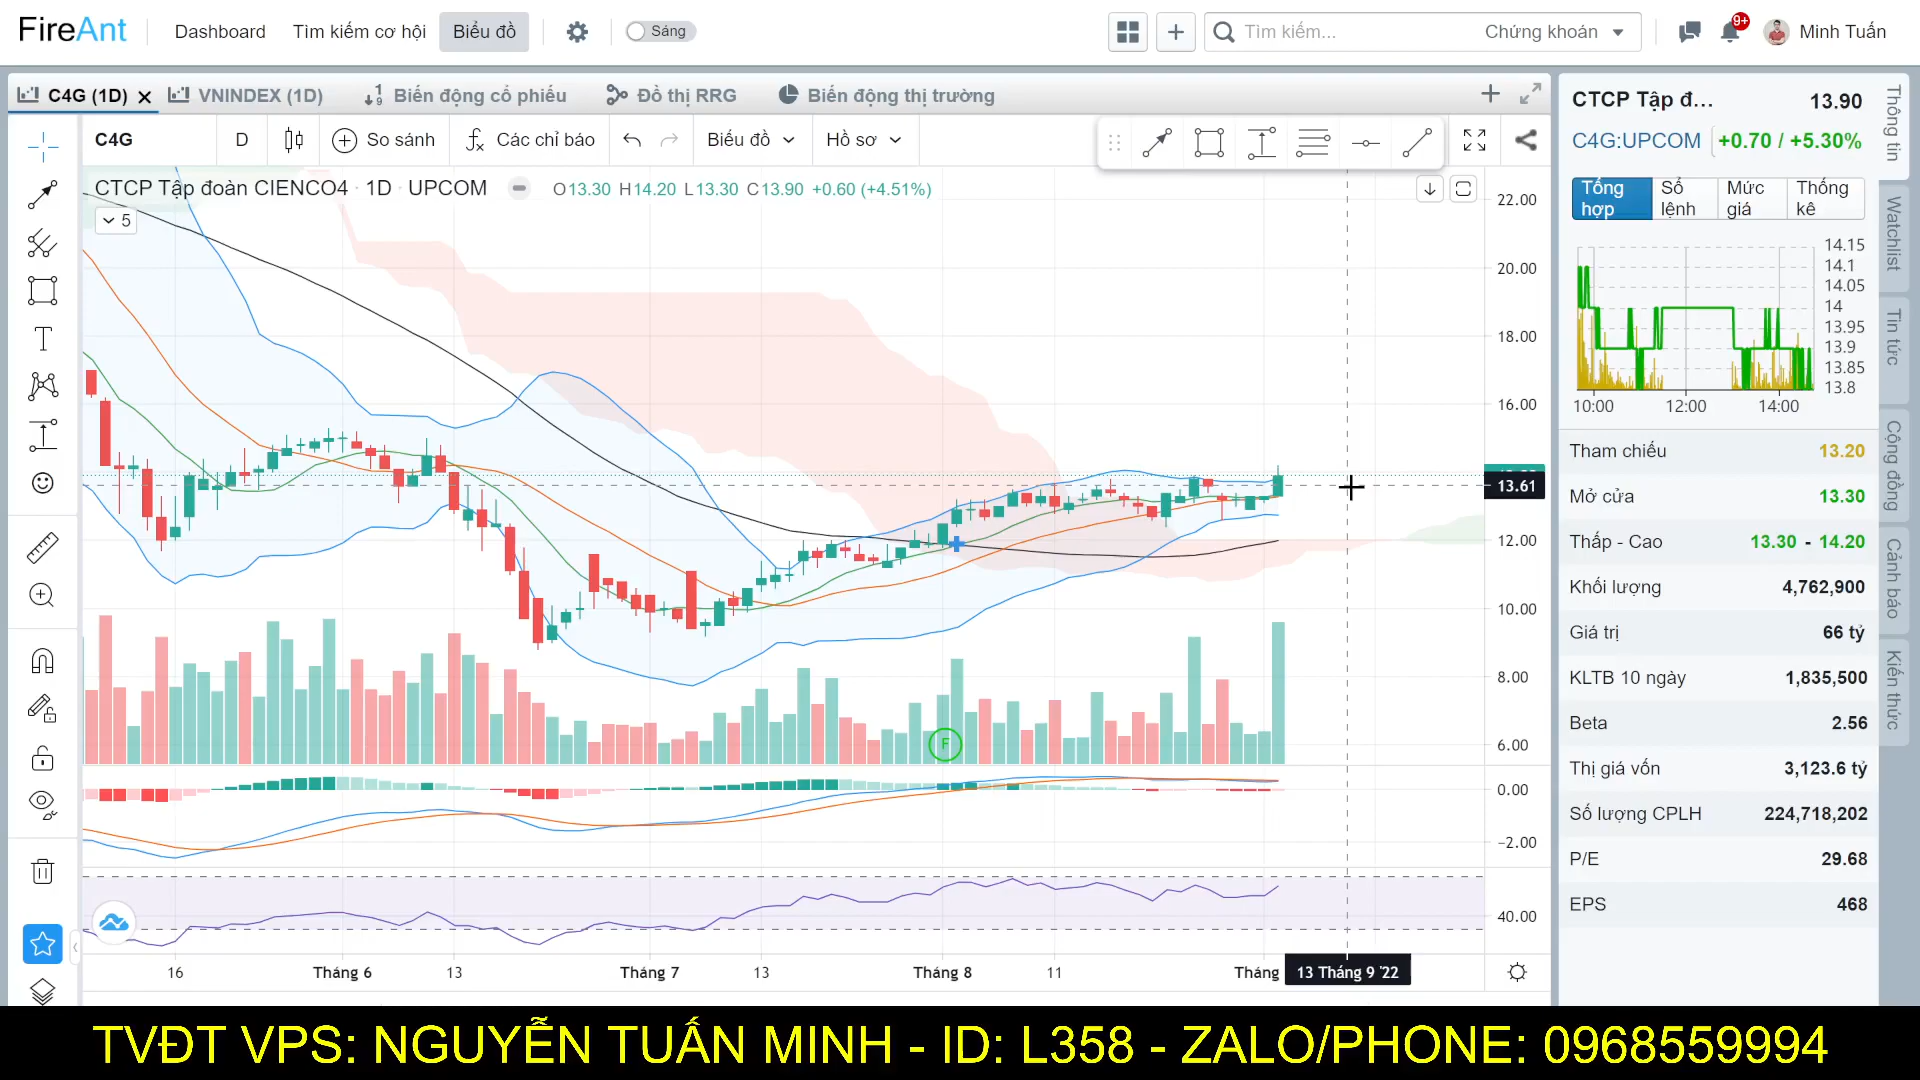 FireAnt
Dashboard
Tìm kiếm cơ hội
Biểu đồ
Sáng
Tìm kiếm...
Chứng khoán
9+
Minh Tuấn
C4G (1D)
VNINDEX (1D)
Biến động cổ phiếu
Đồ thị RRG
Biến động thị trường
C4G
D
So sánh
Các chỉ báo
Biểu đồ
Hồ sơ
CTCP Tập đoàn CIENCO4 · 1D · UPCOM
O13.30 H14.20 L13.30 C13.90 +0.60 (+4.51%)
5
22.00
20.00
18.00
16.00
13.61
12.00
10.00
8.00
6.00
0.00
−2.00
40.00
F
16
Tháng 6
13
Tháng 7
13
Tháng 8
11
Tháng
13 Tháng 9 '22
CTCP Tập đ...
13.90
C4G:UPCOM
+0.70 / +5.30%
Tổng hợp
Sổ lệnh
Mức giá
Thống kê
14.15
14.1
14.05
14
13.95
13.9
13.85
13.8
10:00
12:00
14:00
Tham chiếu 13.20
Mở cửa 13.30
Thấp - Cao 13.30 - 14.20
Khối lượng 4,762,900
Giá trị 66 tỷ
KLTB 10 ngày 1,835,500
Beta 2.56
Thị giá vốn 3,123.6 tỷ
Số lượng CPLH 224,718,202
P/E 29.68
EPS 468
Thông tin
Watchlist
Tin tức
Cộng đồng
Cảnh báo
Kiến thức
TVĐT VPS: NGUYỄN TUẤN MINH - ID: L358 - ZALO/PHONE: 0968559994